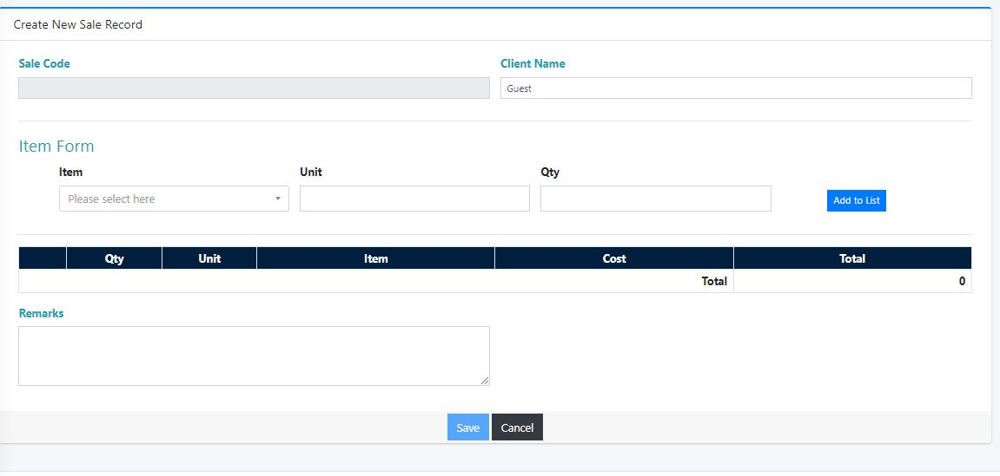 Create New Sale Record
Sale Code Client Name
Guest
Item Form
Item Unit Qty
Please select here Add to List
Qty Unit Item Cost Total
Total 0
Remarks
Save Cancel